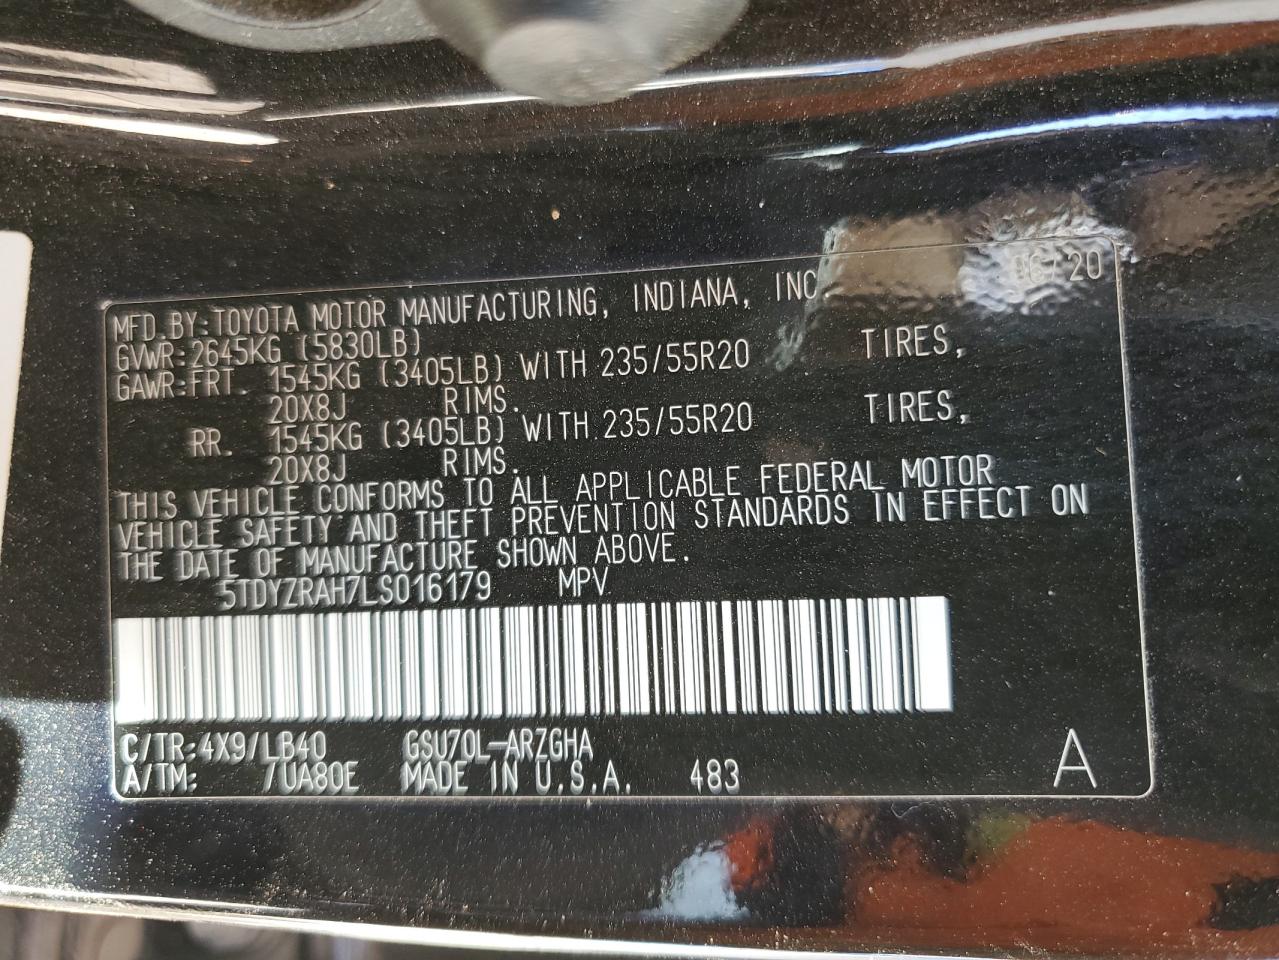 MFD.BY:TOYOTA MOTOR MANUFACTURING, INDIANA, INC 06/20
GVWR:2645KG (5830LB)
GAWR:FRT. 1545KG (3405LB) WITH 235/55R20 TIRES,
20X8J RIMS.
RR. 1545KG (3405LB) WITH 235/55R20 TIRES,
20X8J RIMS.
THIS VEHICLE CONFORMS TO ALL APPLICABLE FEDERAL MOTOR
VEHICLE SAFETY AND THEFT PREVENTION STANDARDS IN EFFECT ON
THE DATE OF MANUFACTURE SHOWN ABOVE.
5TDYZRAH7LS016179 MPV
C/TR:4X9/LB40 GSU70L-ARZGHA
A/TM: /UA80E MADE IN U.S.A. 483 A